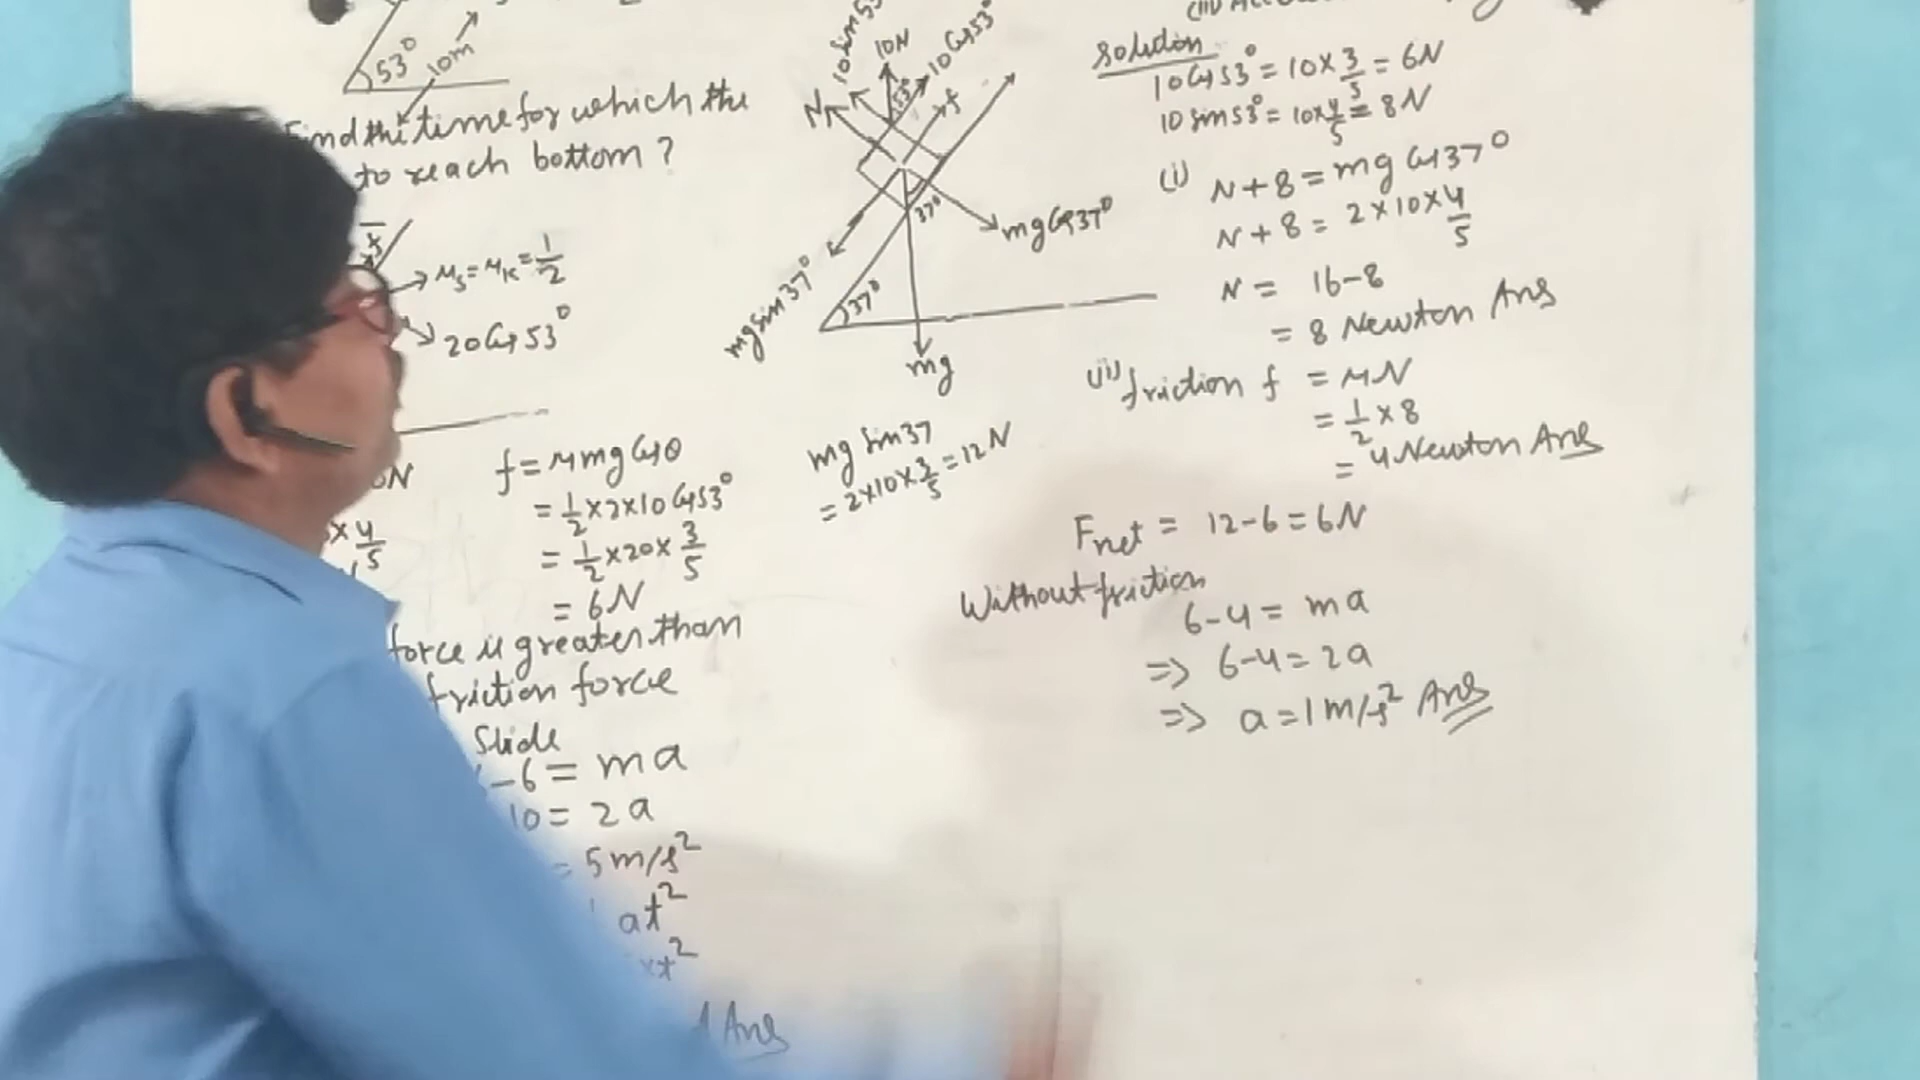 53°
10m
Find the time for which the
to reach bottom ?
μs = μk = 1/2
20 Cos 53°
N
× 4/5
f = μmg Cosθ
= 1/2 × 2 × 10 Cos 53°
= 1/2 × 20 × 3/5
= 6N
force is greater than
friction force
Slide
-6 = ma
10 = 2a
= 5 m/s²
at²
×t²
Ans
10 sin 53°
10N
10 Cos 53°
53°
N
f
37°
mg Cos 37°
mg sin 37°
37°
mg
mg sin 37
= 2×10×3/5 = 12 N
Solution
10 Cos 53° = 10 × 3/5 = 6N
10 sin 53° = 10×4/5 = 8N
(i) N + 8 = mg Cos 37°
N + 8 = 2 × 10 × 4/5
N = 16-8
= 8 Newton Ans
(ii) friction f = μN
= 1/2 × 8
= 4 Newton Ans
Fnet = 12-6 = 6N
Without friction
6-4 = ma
=> 6-4 = 2a
=> a = 1 m/s² Ans